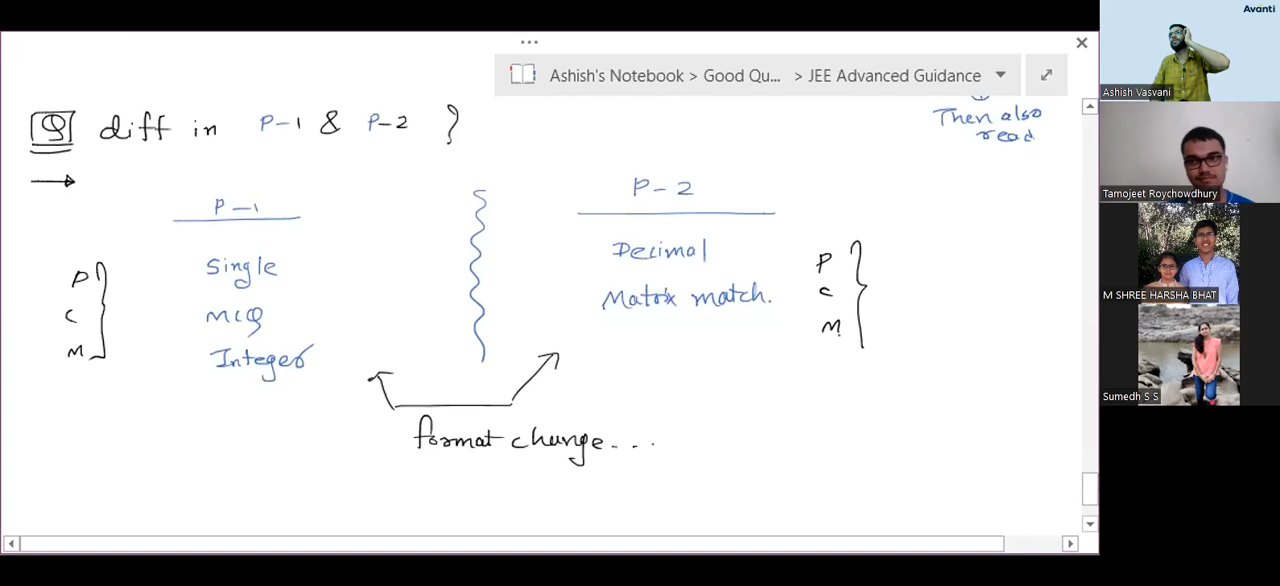 Avanti
Ashish's Notebook > Good Qu... > JEE Advanced Guidance
Ashish Vasvani
Then also
read
Q diff in P-1 & P-2 ?
Tamojeet Roychowdhury
P-1
P-2
P
C
M
Single
MCQ
Integer
Decimal
Matrix match.
P
C
M
M SHREE HARSHA BHAT
Sumedh S S
format change...